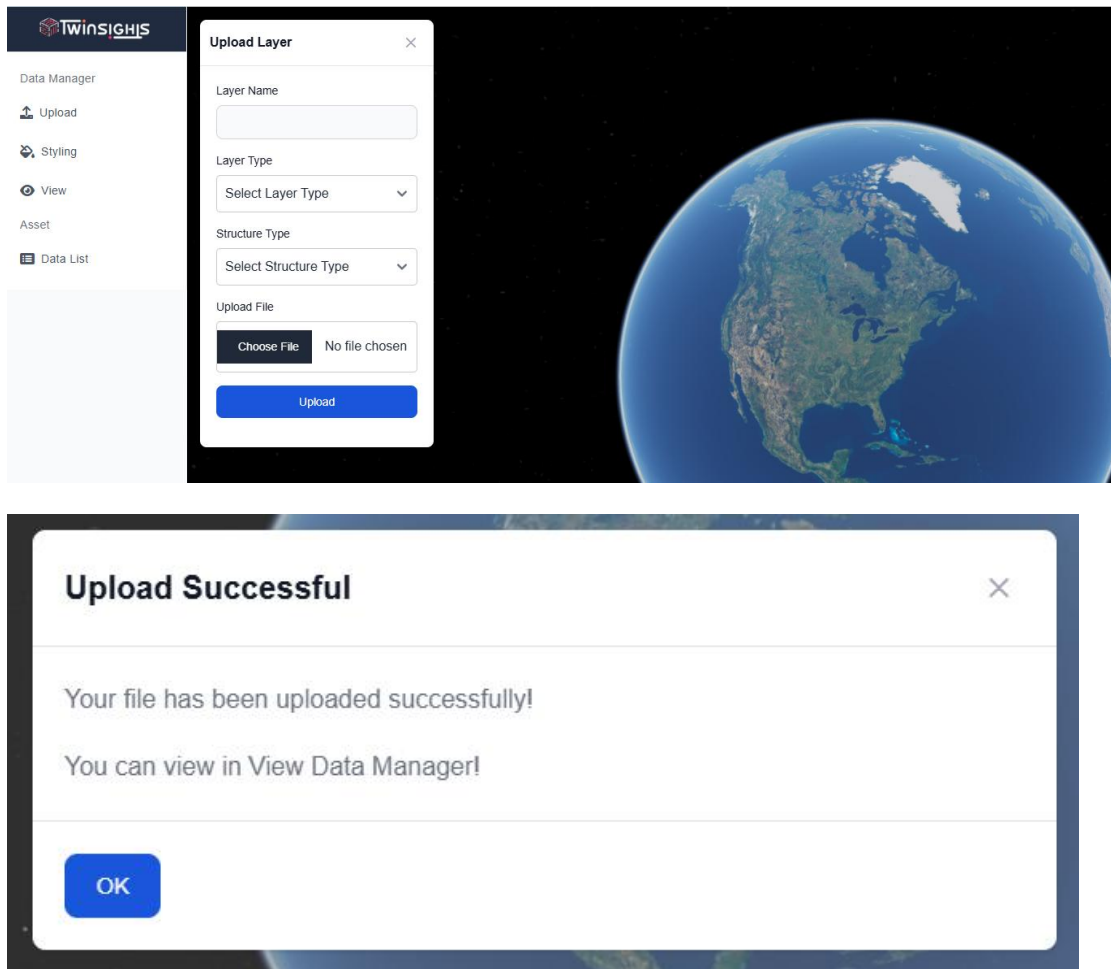 TwinsigHts
Upload Layer
Data Manager
Layer Name
Upload
Styling
Layer Type
Select Layer Type
View
Asset
Structure Type
Data List
Select Structure Type
Upload File
Choose File No file chosen
Upload
Upload Successful
Your file has been uploaded successfully!
You can view in View Data Manager!
OK